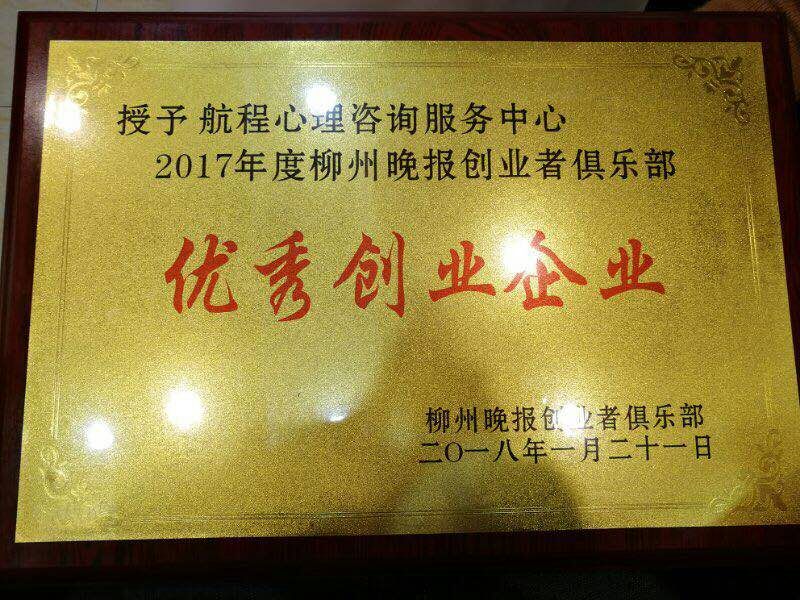 授予 航程心理咨询服务中心
2017年度柳州晚报创业者俱乐部
优秀创业企业
柳州晚报创业者俱乐部
二〇一八年一月二十一日